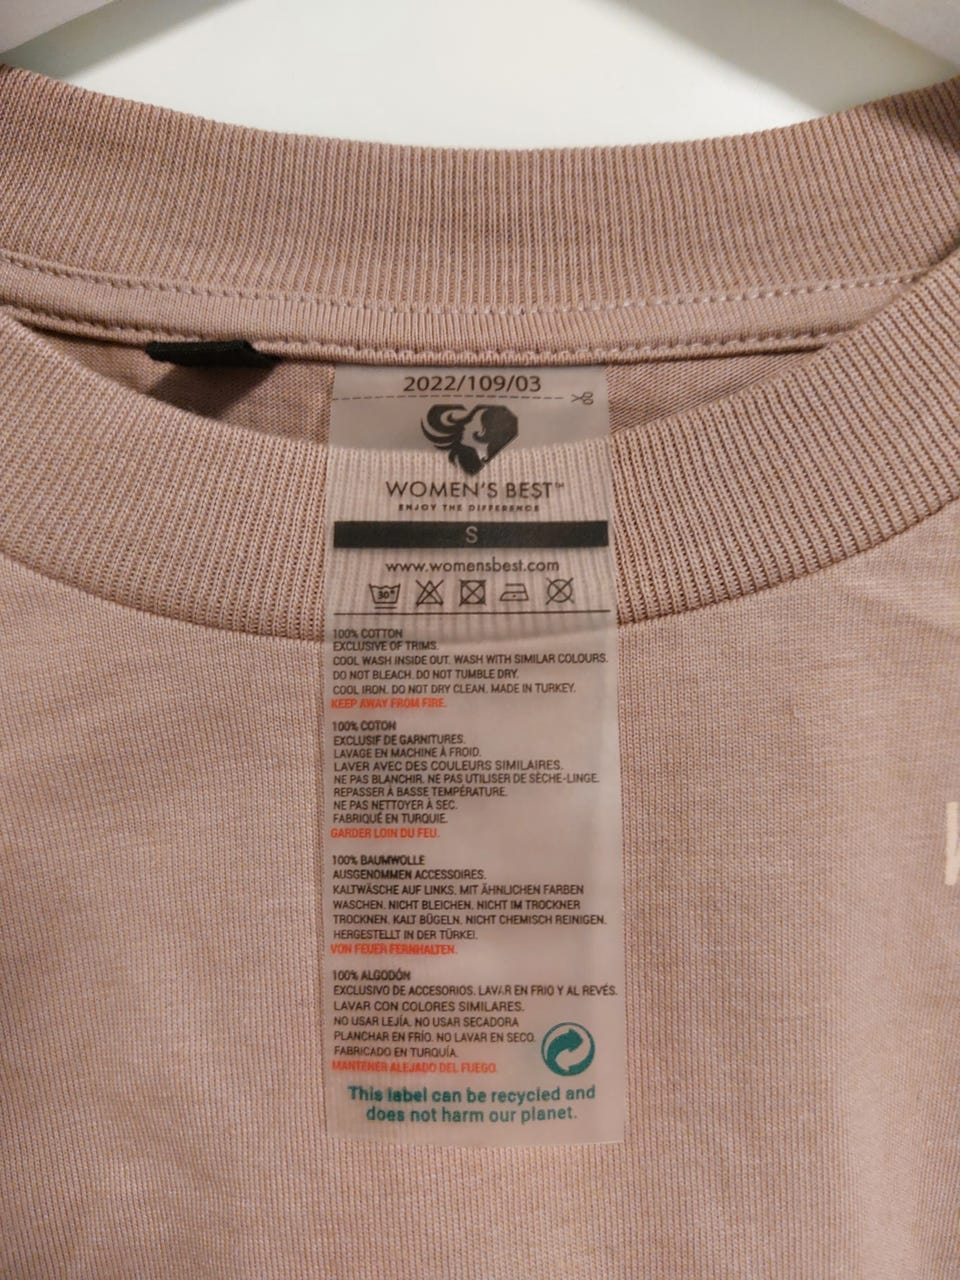 2022/109/03
WOMEN'S BEST™
ENJOY THE DIFFERENCE
S
www.womensbest.com
30°
100% COTTON
EXCLUSIVE OF TRIMS.
COOL WASH INSIDE OUT. WASH WITH SIMILAR COLOURS.
DO NOT BLEACH. DO NOT TUMBLE DRY.
COOL IRON. DO NOT DRY CLEAN. MADE IN TURKEY.
KEEP AWAY FROM FIRE.
100% COTON
EXCLUSIF DE GARNITURES.
LAVAGE EN MACHINE À FROID.
LAVER AVEC DES COULEURS SIMILAIRES.
NE PAS BLANCHIR. NE PAS UTILISER DE SÈCHE-LINGE.
REPASSER À BASSE TEMPÉRATURE.
NE PAS NETTOYER À SEC.
FABRIQUÉ EN TURQUIE.
GARDER LOIN DU FEU.
100% BAUMWOLLE
AUSGENOMMEN ACCESSOIRES.
KALTWÄSCHE AUF LINKS. MIT ÄHNLICHEN FARBEN
WASCHEN. NICHT BLEICHEN. NICHT IM TROCKNER
TROCKNEN. KALT BÜGELN. NICHT CHEMISCH REINIGEN.
HERGESTELLT IN DER TÜRKEI.
VON FEUER FERNHALTEN.
100% ALGODÓN
EXCLUSIVO DE ACCESORIOS. LAVAR EN FRIO Y AL REVÉS.
LAVAR CON COLORES SIMILARES.
NO USAR LEJÍA. NO USAR SECADORA
PLANCHAR EN FRÍO. NO LAVAR EN SECO.
FABRICADO EN TURQUÍA.
MANTENER ALEJADO DEL FUEGO.
This label can be recycled and
does not harm our planet.